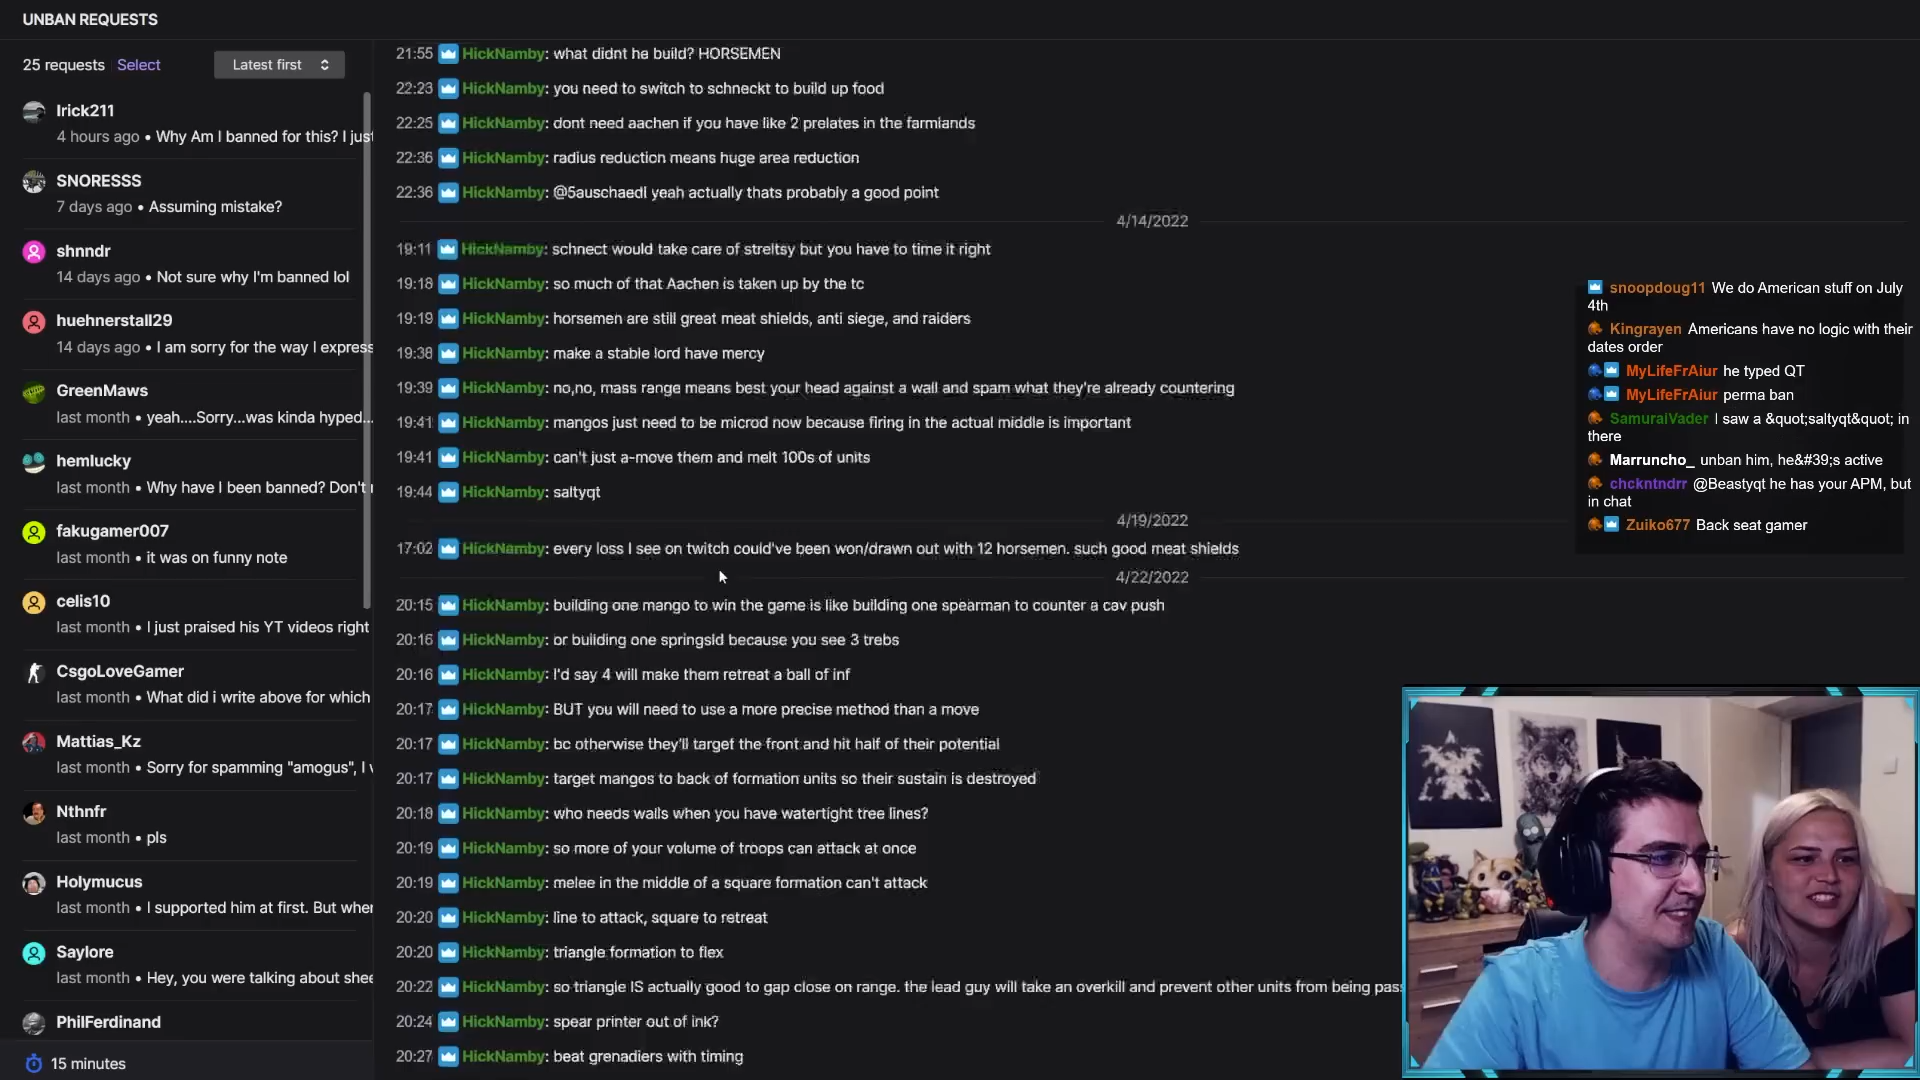 UNBAN REQUESTS
25 requests Select Latest first
Irick211
4 hours ago • Why Am I banned for this? I just
SNORESSS
7 days ago • Assuming mistake?
shnndr
14 days ago • Not sure why I'm banned lol
huehnerstall29
14 days ago • I am sorry for the way I express
GreenMaws
last month • yeah....Sorry...was kinda hyped...
hemlucky
last month • Why have I been banned? Don't
fakugamer007
last month • it was on funny note
celis10
last month • I just praised his YT videos right
CsgoLoveGamer
last month • What did i write above for which
Mattias_Kz
last month • Sorry for spamming "amogus", I
Nthnfr
last month • pls
Holymucus
last month • I supported him at first. But when
Saylore
last month • Hey, you were talking about shee
PhilFerdinand
15 minutes
21:55 HickNamby: what didnt he build? HORSEMEN
22:23 HickNamby: you need to switch to schneckt to build up food
22:25 HickNamby: dont need aachen if you have like 2 prelates in the farmlands
22:36 HickNamby: radius reduction means huge area reduction
22:36 HickNamby: @5auschaedl yeah actually thats probably a good point
4/14/2022
19:11 HickNamby: schnect would take care of streltsy but you have to time it right
19:18 HickNamby: so much of that Aachen is taken up by the tc
19:19 HickNamby: horsemen are still great meat shields, anti siege, and raiders
19:38 HickNamby: make a stable lord have mercy
19:39 HickNamby: no,no, mass range means best your head against a wall and spam what they're already countering
19:41 HickNamby: mangos just need to be microd now because firing in the actual middle is important
19:41 HickNamby: can't just a-move them and melt 100s of units
19:44 HickNamby: saltyqt
4/19/2022
17:02 HickNamby: every loss I see on twitch could've been won/drawn out with 12 horsemen. such good meat shields
4/22/2022
20:15 HickNamby: building one mango to win the game is like building one spearman to counter a cav push
20:16 HickNamby: or building one springsld because you see 3 trebs
20:16 HickNamby: I'd say 4 will make them retreat a ball of inf
20:17 HickNamby: BUT you will need to use a more precise method than a move
20:17 HickNamby: bc otherwise they'll target the front and hit half of their potential
20:17 HickNamby: target mangos to back of formation units so their sustain is destroyed
20:18 HickNamby: who needs walls when you have watertight tree lines?
20:19 HickNamby: so more of your volume of troops can attack at once
20:19 HickNamby: melee in the middle of a square formation can't attack
20:20 HickNamby: line to attack, square to retreat
20:20 HickNamby: triangle formation to flex
20:22 HickNamby: so triangle IS actually good to gap close on range. the lead guy will take an overkill and prevent other units from being pass
20:24 HickNamby: spear printer out of ink?
20:27 HickNamby: beat grenadiers with timing
snoopdoug11 We do American stuff on July
4th
Kingrayen Americans have no logic with their
dates order
MyLifeFrAiur he typed QT
MyLifeFrAiur perma ban
SamuraiVader I saw a &quot;saltyqt&quot; in
there
Marruncho_ unban him, he&#39;s active
chckntndrr @Beastyqt he has your APM, but
in chat
Zuiko677 Back seat gamer